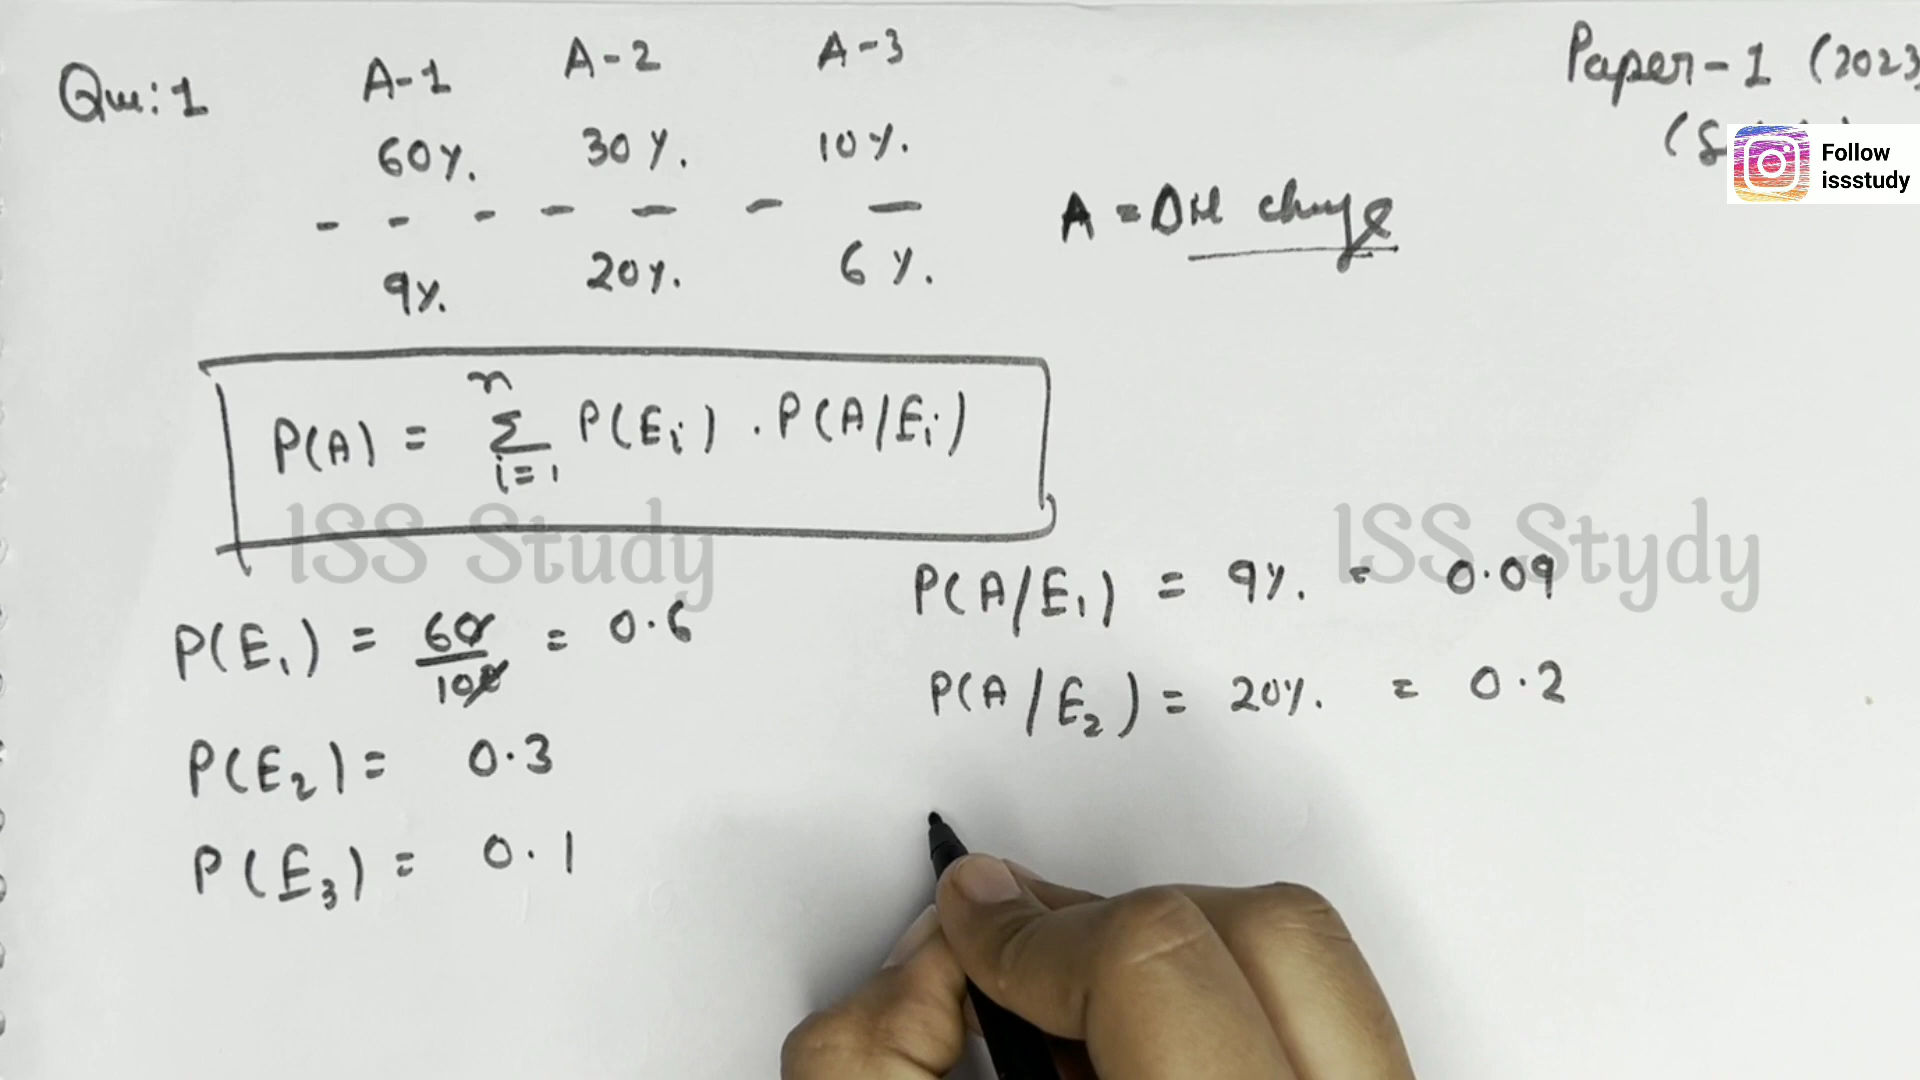 Que:1 A-1 A-2 A-3
60%. 30%. 10%.
- - - - - - -
9%. 20%. 6%.
Paper-1 (2023
(S
Follow
issstudy
A = Oil change
P(A) = n Σ i=1 P(Ei) . P(A/Ei)
ISS Study
ISS Stydy
P(E1) = 60/100 = 0.6
P(E2) = 0.3
P(E3) = 0.1
P(A/E1) = 9%. = 0.09
P(A/E2) = 20%. = 0.2